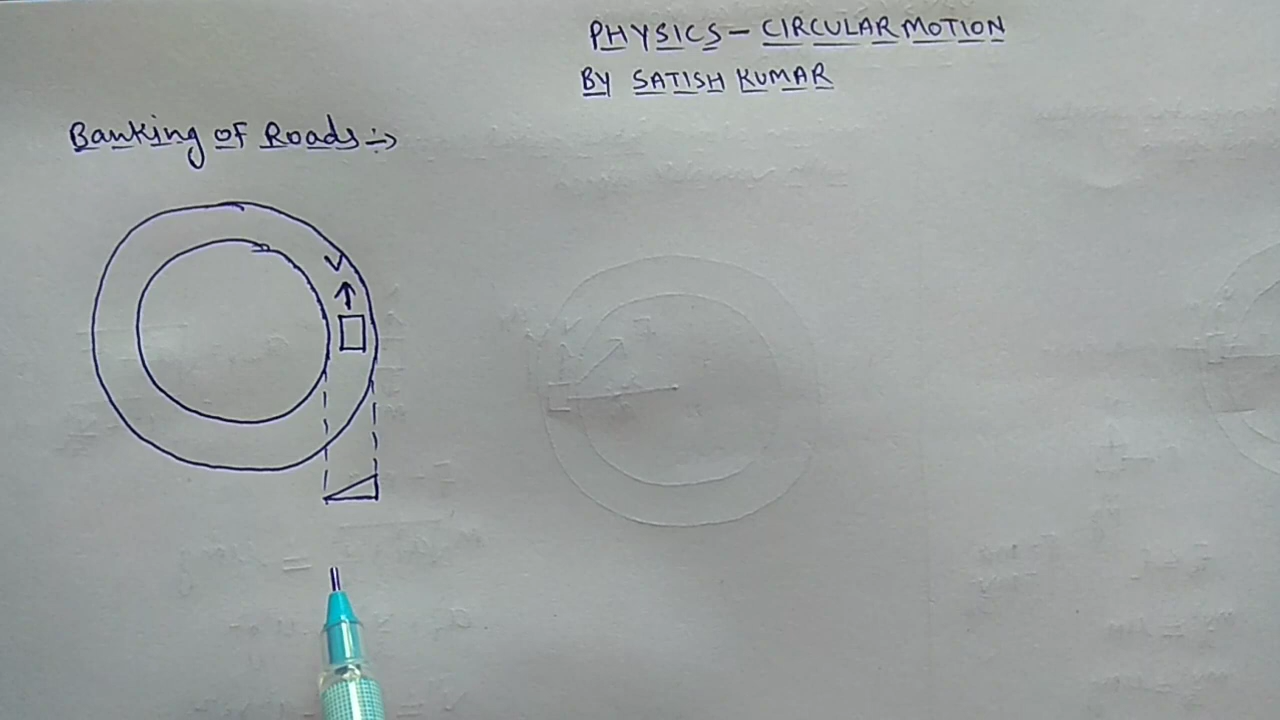 PHYSICS - CIRCULAR MOTION
BY SATISH KUMAR
Banking of Roads :->
V